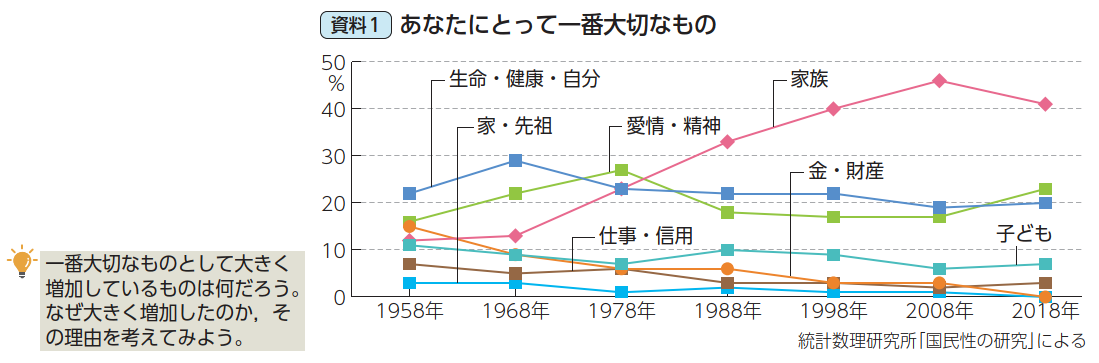 資料1 あなたにとって一番大切なもの
50
%
40
30
20
10
0
生命・健康・自分
家族
家・先祖
愛情・精神
金・財産
仕事・信用
子ども
1958年 1968年 1978年 1988年 1998年 2008年 2018年
統計数理研究所「国民性の研究」による
一番大切なものとして大きく
増加しているものは何だろう。
なぜ大きく増加したのか，そ
の理由を考えてみよう。